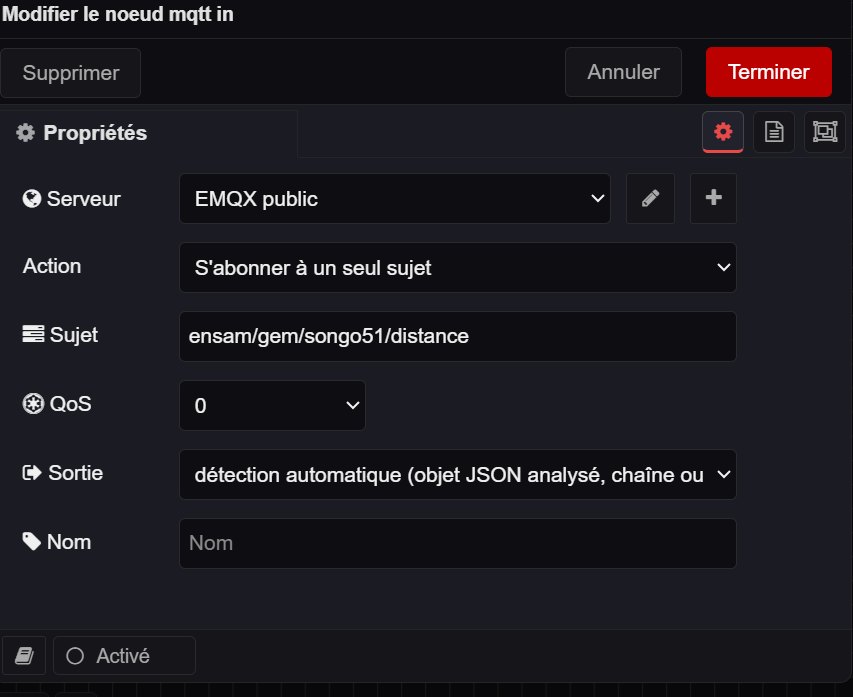 Modifier le noeud mqtt in
Supprimer
Annuler
Terminer
Propriétés
Serveur
EMQX public
Action
S'abonner à un seul sujet
Sujet
ensam/gem/songo51/distance
QoS
0
Sortie
détection automatique (objet JSON analysé, chaîne ou
Nom
Nom
Activé